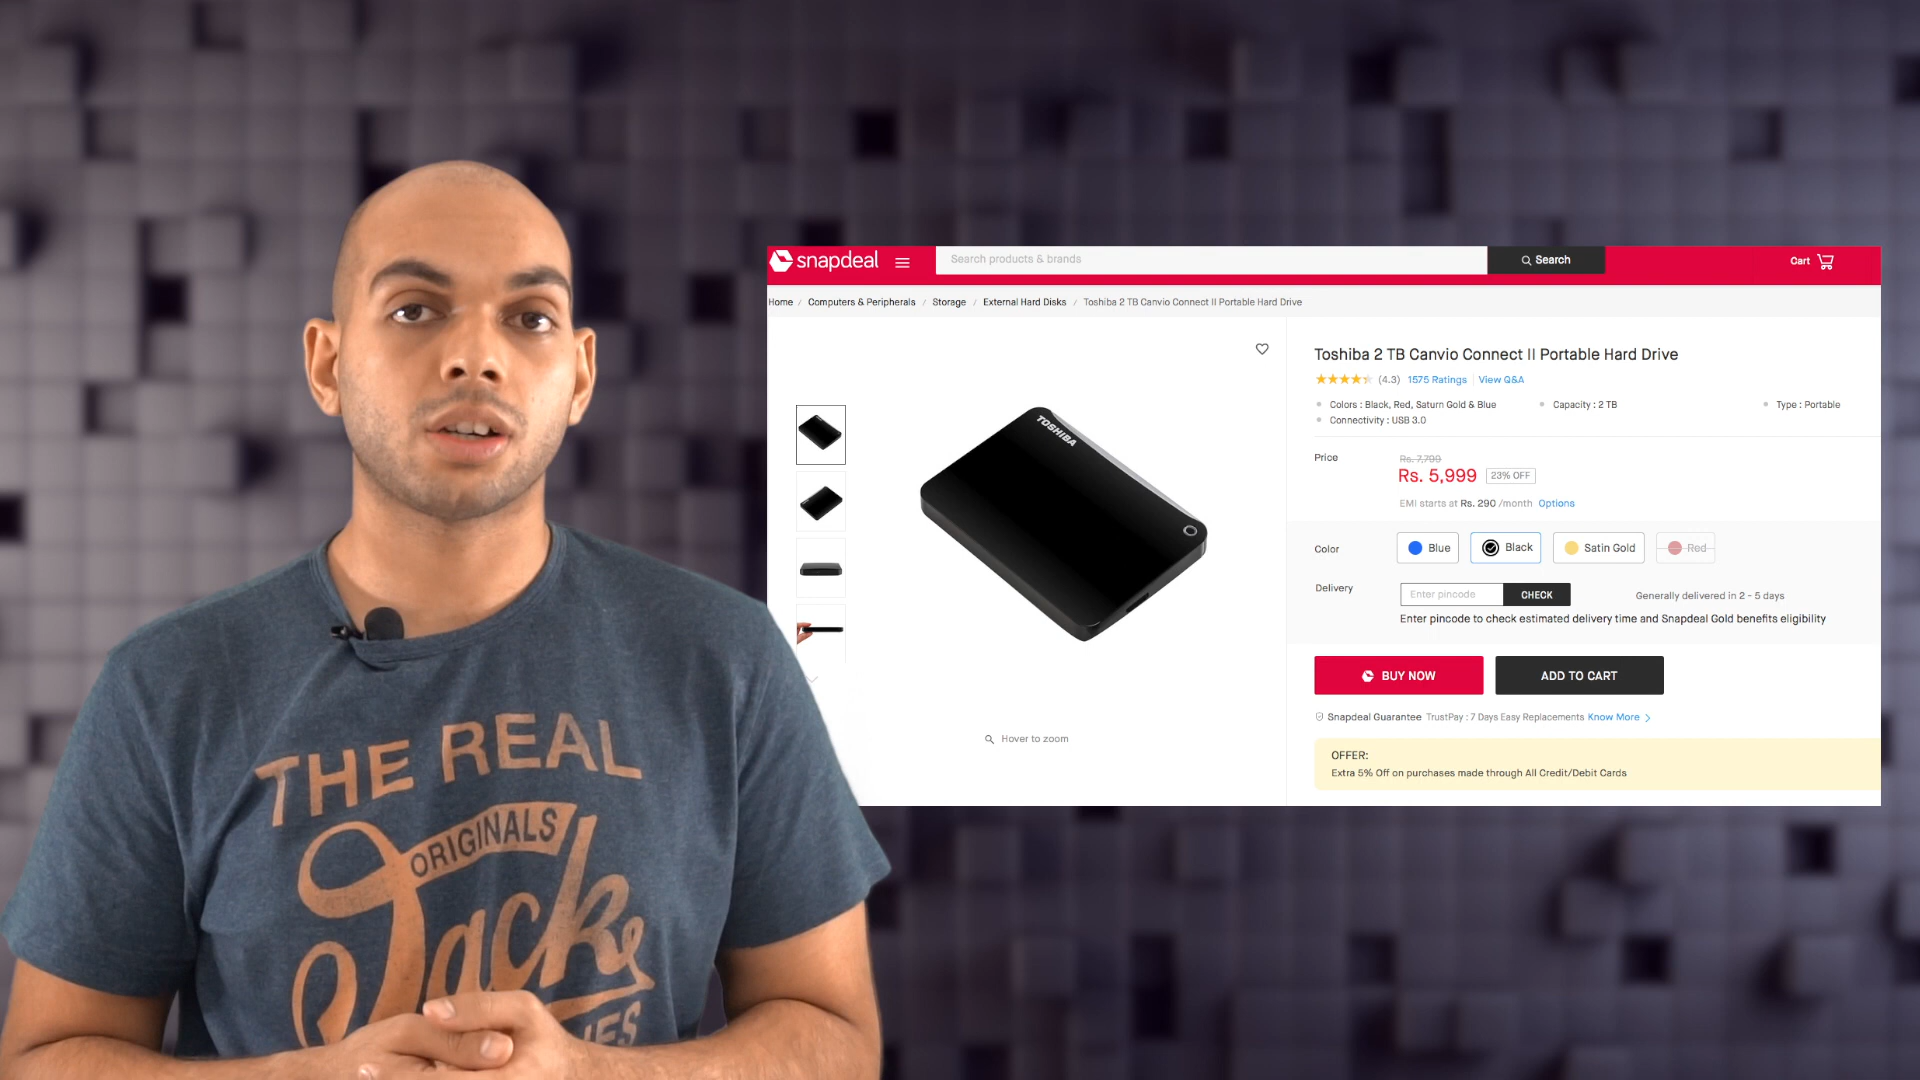 snapdeal
Search products & brands
Search
Cart
Home / Computers & Peripherals / Storage / External Hard Disks / Toshiba 2 TB Canvio Connect II Portable Hard Drive
TOSHIBA
Hover to zoom
Toshiba 2 TB Canvio Connect II Portable Hard Drive
(4.3) 1575 Ratings View Q&A
Colors : Black, Red, Saturn Gold & Blue
Capacity : 2 TB
Type : Portable
Connectivity : USB 3.0
Price
Rs. 7,799
Rs. 5,999 23% OFF
EMI starts at Rs. 290 /month Options
Color
Blue
Black
Satin Gold
Red
Delivery
Enter pincode
CHECK
Generally delivered in 2 - 5 days
Enter pincode to check estimated delivery time and Snapdeal Gold benefits eligibility
BUY NOW
ADD TO CART
Snapdeal Guarantee TrustPay : 7 Days Easy Replacements Know More
OFFER:
Extra 5% Off on purchases made through All Credit/Debit Cards
THE REAL
ORIGINALS
Jack